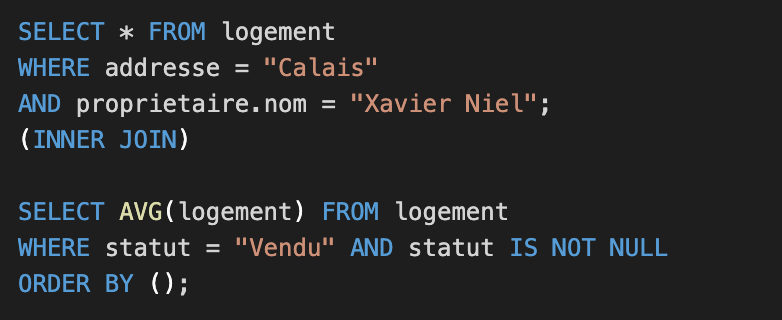 SELECT * FROM logement
WHERE addresse = "Calais"
AND proprietaire.nom = "Xavier Niel";
(INNER JOIN)
SELECT AVG(logement) FROM logement
WHERE statut = "Vendu" AND statut IS NOT NULL
ORDER BY ();